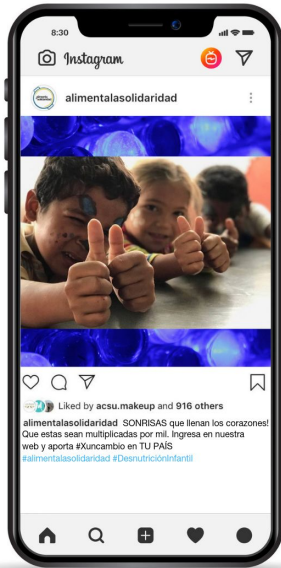 8:30
Instagram
alimentalasolidaridad
Liked by acsu.makeup and 916 others
alimentalasolidaridad SONRISAS que llenan los corazones!
Que estas sean multiplicadas por mil. Ingresa en nuestra
web y aporta #Xuncambio en TU PAÍS
#alimentalasolidaridad #DesnutriciónInfantil